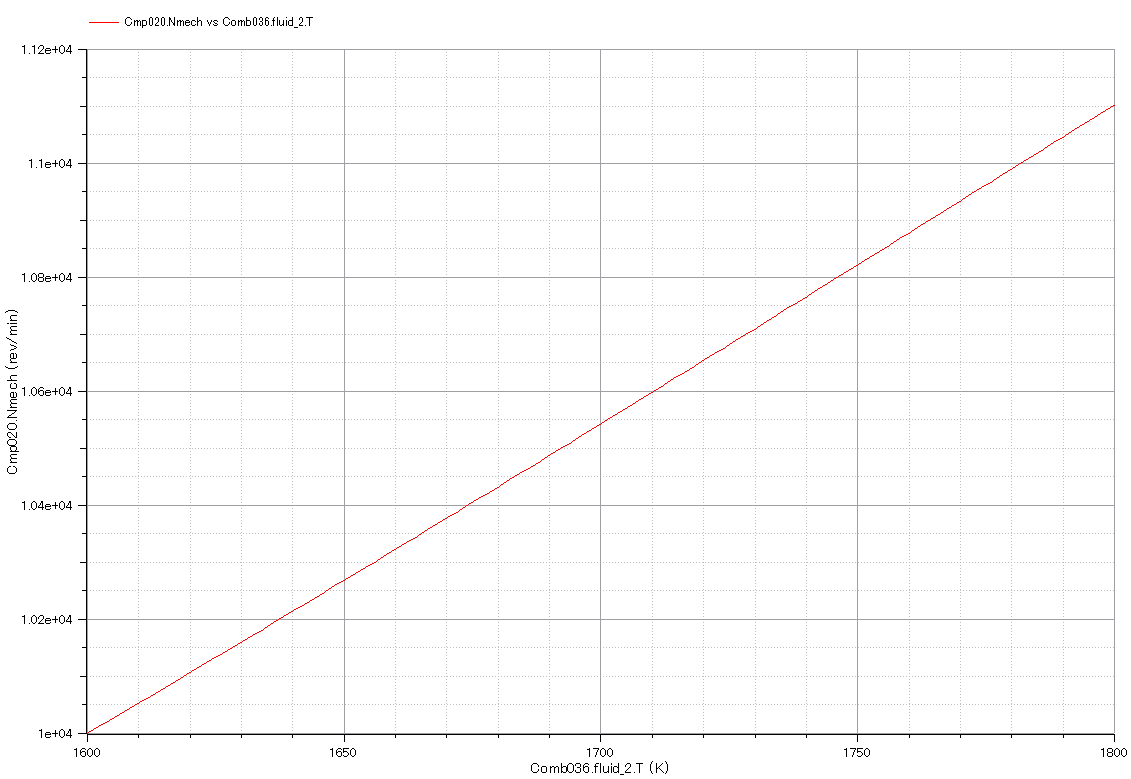 Cmp020.Nmech vs Comb036.fluid_2.T
1.12e+04
1.1e+04
1.08e+04
1.06e+04
1.04e+04
1.02e+04
1e+04
Cmp020.Nmech (rev/min)
1600 1650 1700 1750 1800
Comb036.fluid_2.T (K)